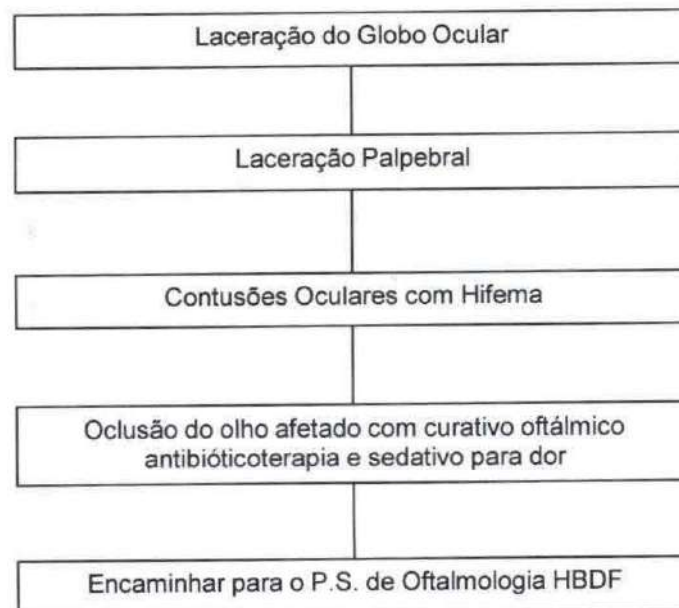 Laceração do Globo Ocular
Laceração Palpebral
Contusões Oculares com Hifema
Oclusão do olho afetado com curativo oftálmico
antibióticoterapia e sedativo para dor
Encaminhar para o P.S. de Oftalmologia HBDF